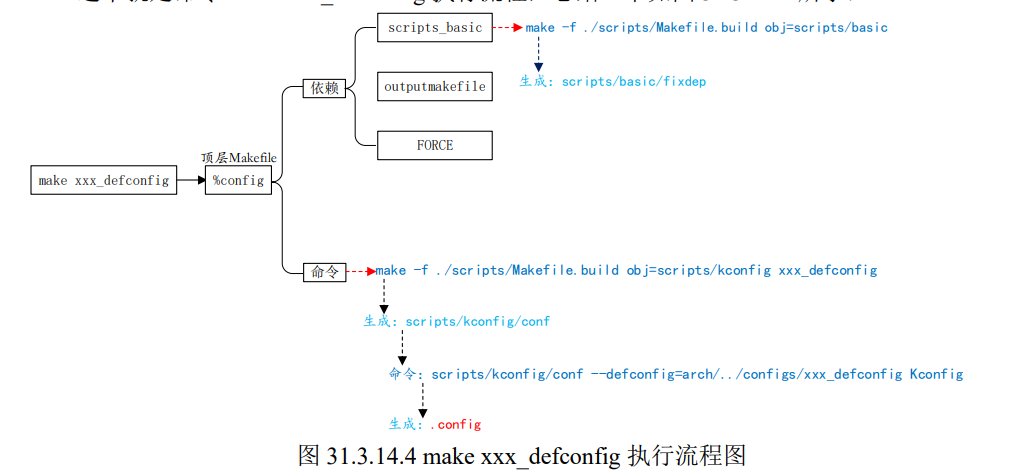 scripts_basic
make -f ./scripts/Makefile.build obj=scripts/basic
生成：scripts/basic/fixdep
依赖
outputmakefile
FORCE
顶层Makefile
make xxx_defconfig
%config
命令
make -f ./scripts/Makefile.build obj=scripts/kconfig xxx_defconfig
生成：scripts/kconfig/conf
命令：scripts/kconfig/conf --defconfig=arch/../configs/xxx_defconfig Kconfig
生成：.config
图 31.3.14.4 make xxx_defconfig 执行流程图